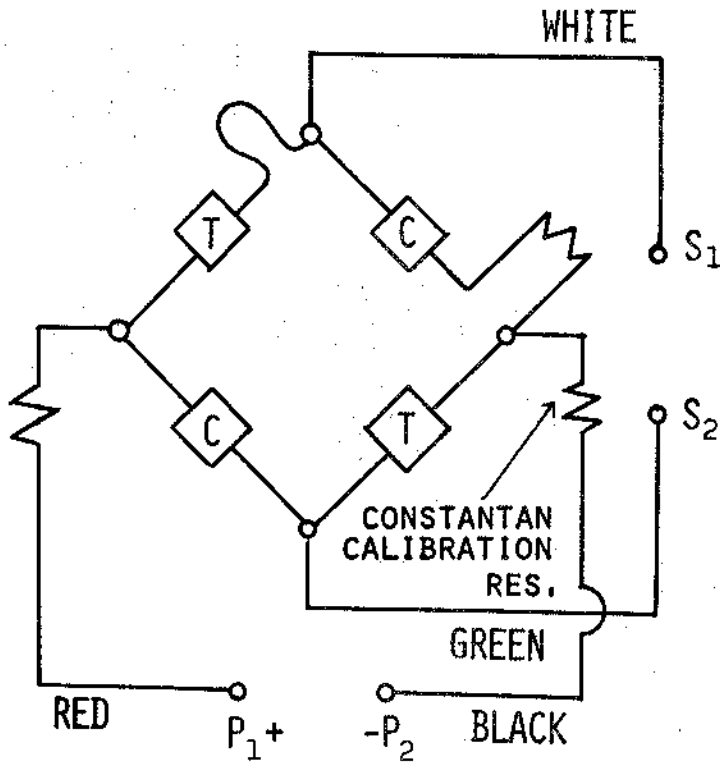 WHITE
T
C
S1
C
T
S2
CONSTANTAN
CALIBRATION
RES.
GREEN
RED
P1+
-P2
BLACK